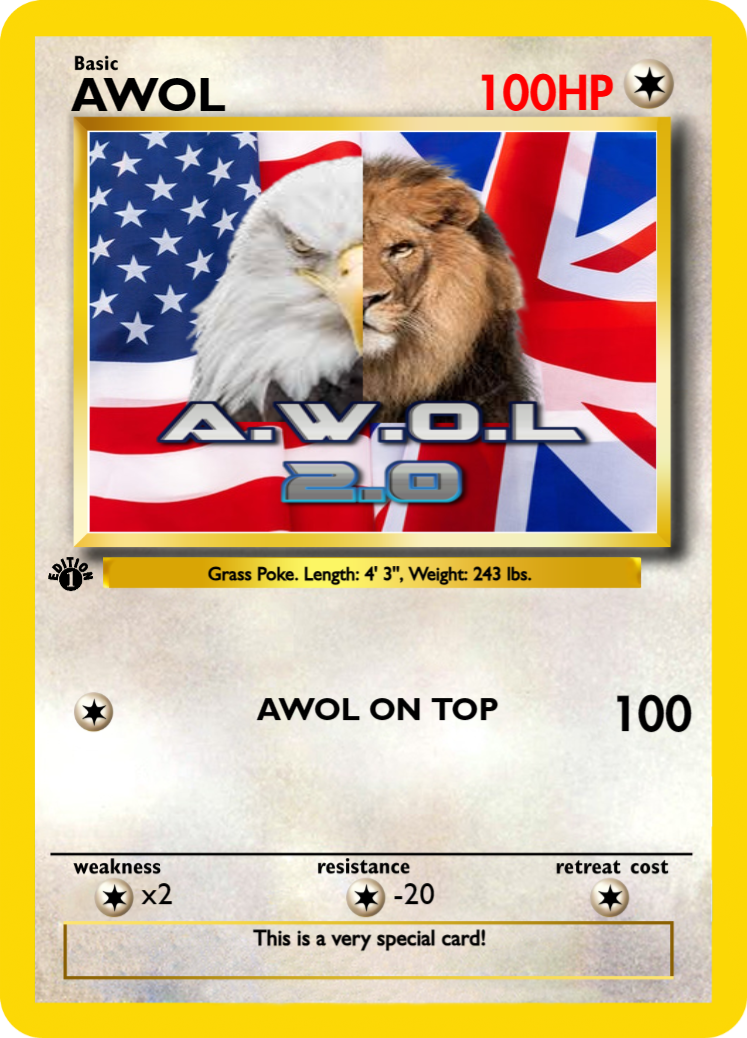 Basic
AWOL 100HP
A.W.O.L
2.0
EDITION
1
Grass Poke. Length: 4' 3", Weight: 243 lbs.
AWOL ON TOP 100
weakness resistance retreat cost
x2 -20
This is a very special card!